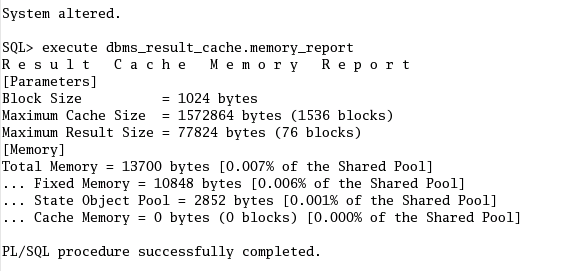 System altered.
SQL> execute dbms_result_cache.memory_report
R e s u l t   C a c h e   M e m o r y   R e p o r t
[Parameters]
Block Size          = 1024 bytes
Maximum Cache Size  = 1572864 bytes (1536 blocks)
Maximum Result Size = 77824 bytes (76 blocks)
[Memory]
Total Memory = 13700 bytes [0.007% of the Shared Pool]
... Fixed Memory = 10848 bytes [0.006% of the Shared Pool]
... State Object Pool = 2852 bytes [0.001% of the Shared Pool]
... Cache Memory = 0 bytes (0 blocks) [0.000% of the Shared Pool]
PL/SQL procedure successfully completed.